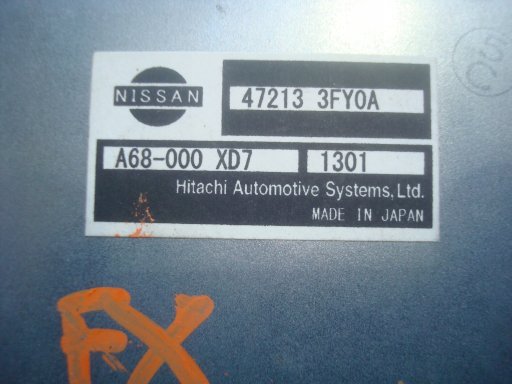 NISSAN
47213 3FY0A
A68-000 XD7 1301
Hitachi Automotive Systems, Ltd.
MADE IN JAPAN
FX